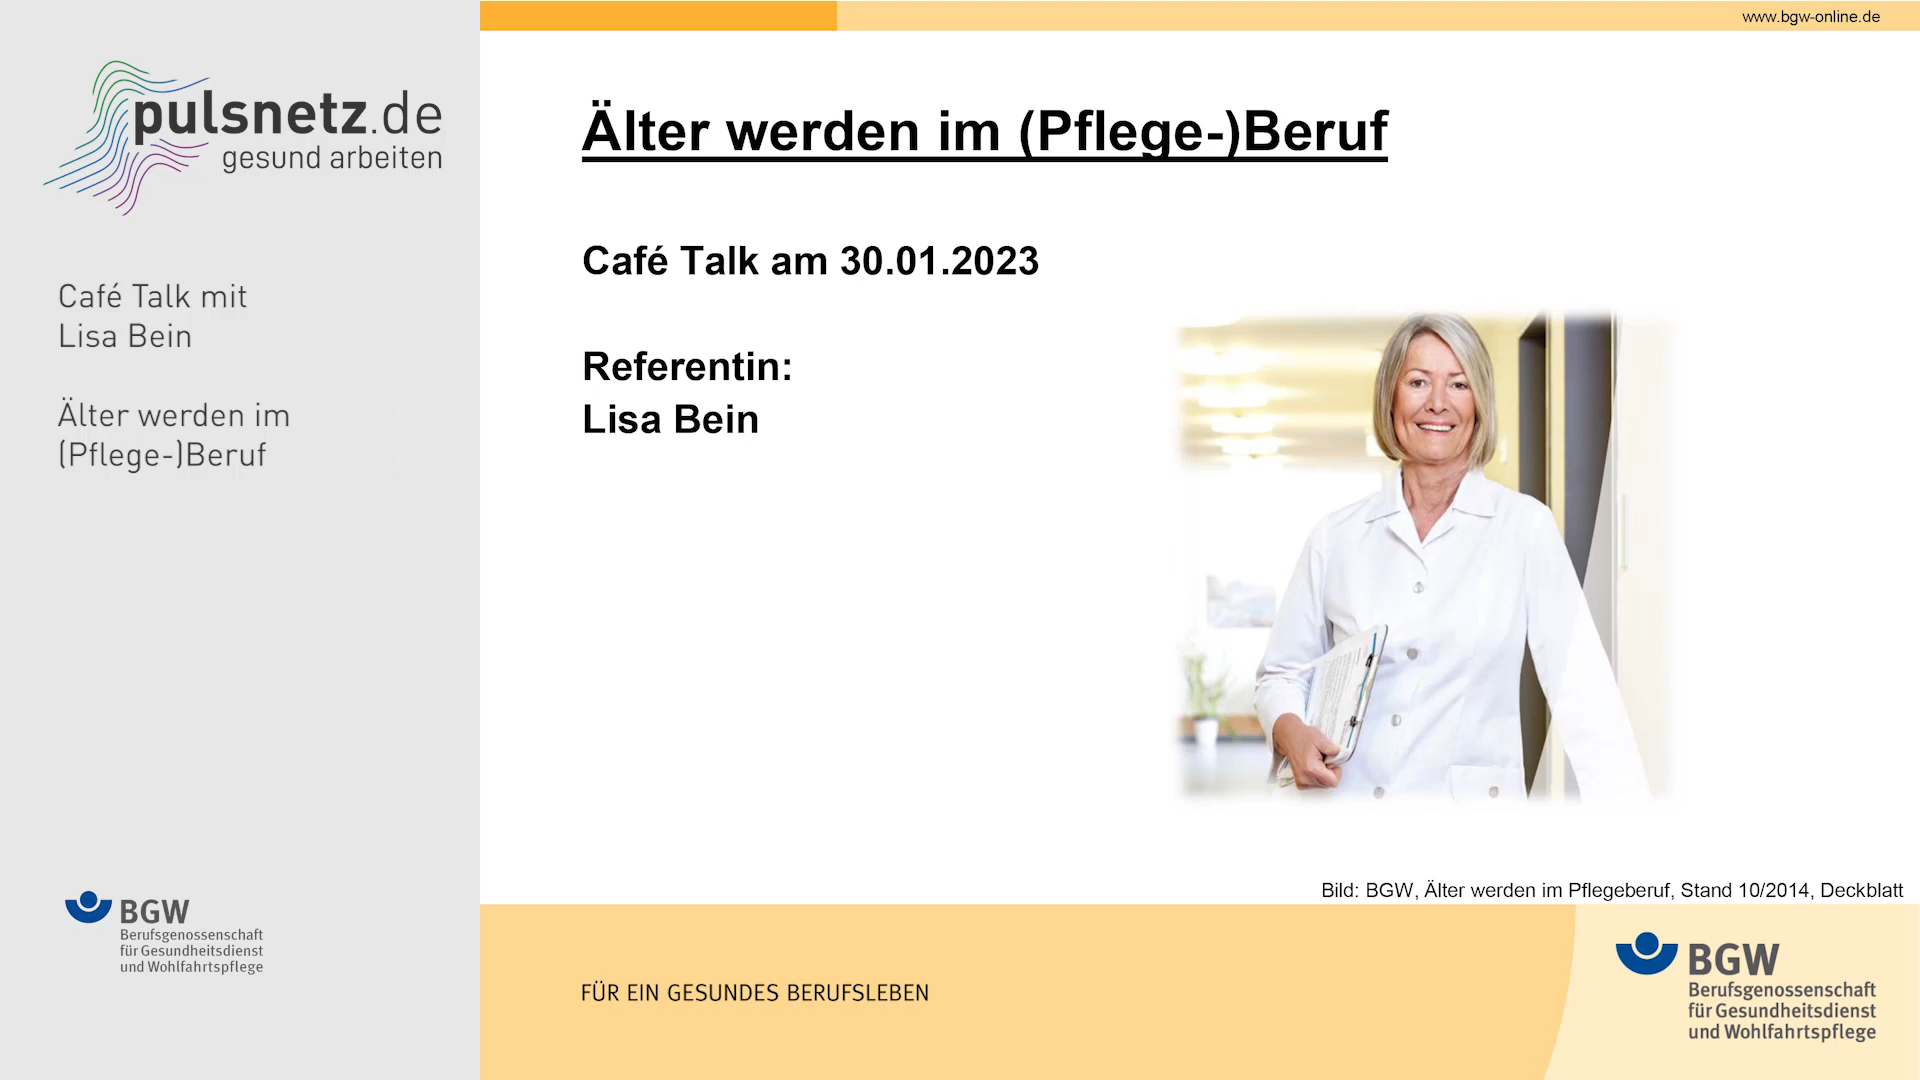 pulsnetz.de
gesund arbeiten
Café Talk mit
Lisa Bein
Älter werden im
(Pflege-)Beruf
BGW
Berufsgenossenschaft
für Gesundheitsdienst
und Wohlfahrtspflege
www.bgw-online.de
Älter werden im (Pflege-)Beruf
Café Talk am 30.01.2023
Referentin:
Lisa Bein
Bild: BGW, Älter werden im Pflegeberuf, Stand 10/2014, Deckblatt
FÜR EIN GESUNDES BERUFSLEBEN
BGW
Berufsgenossenschaft
für Gesundheitsdienst
und Wohlfahrtspflege